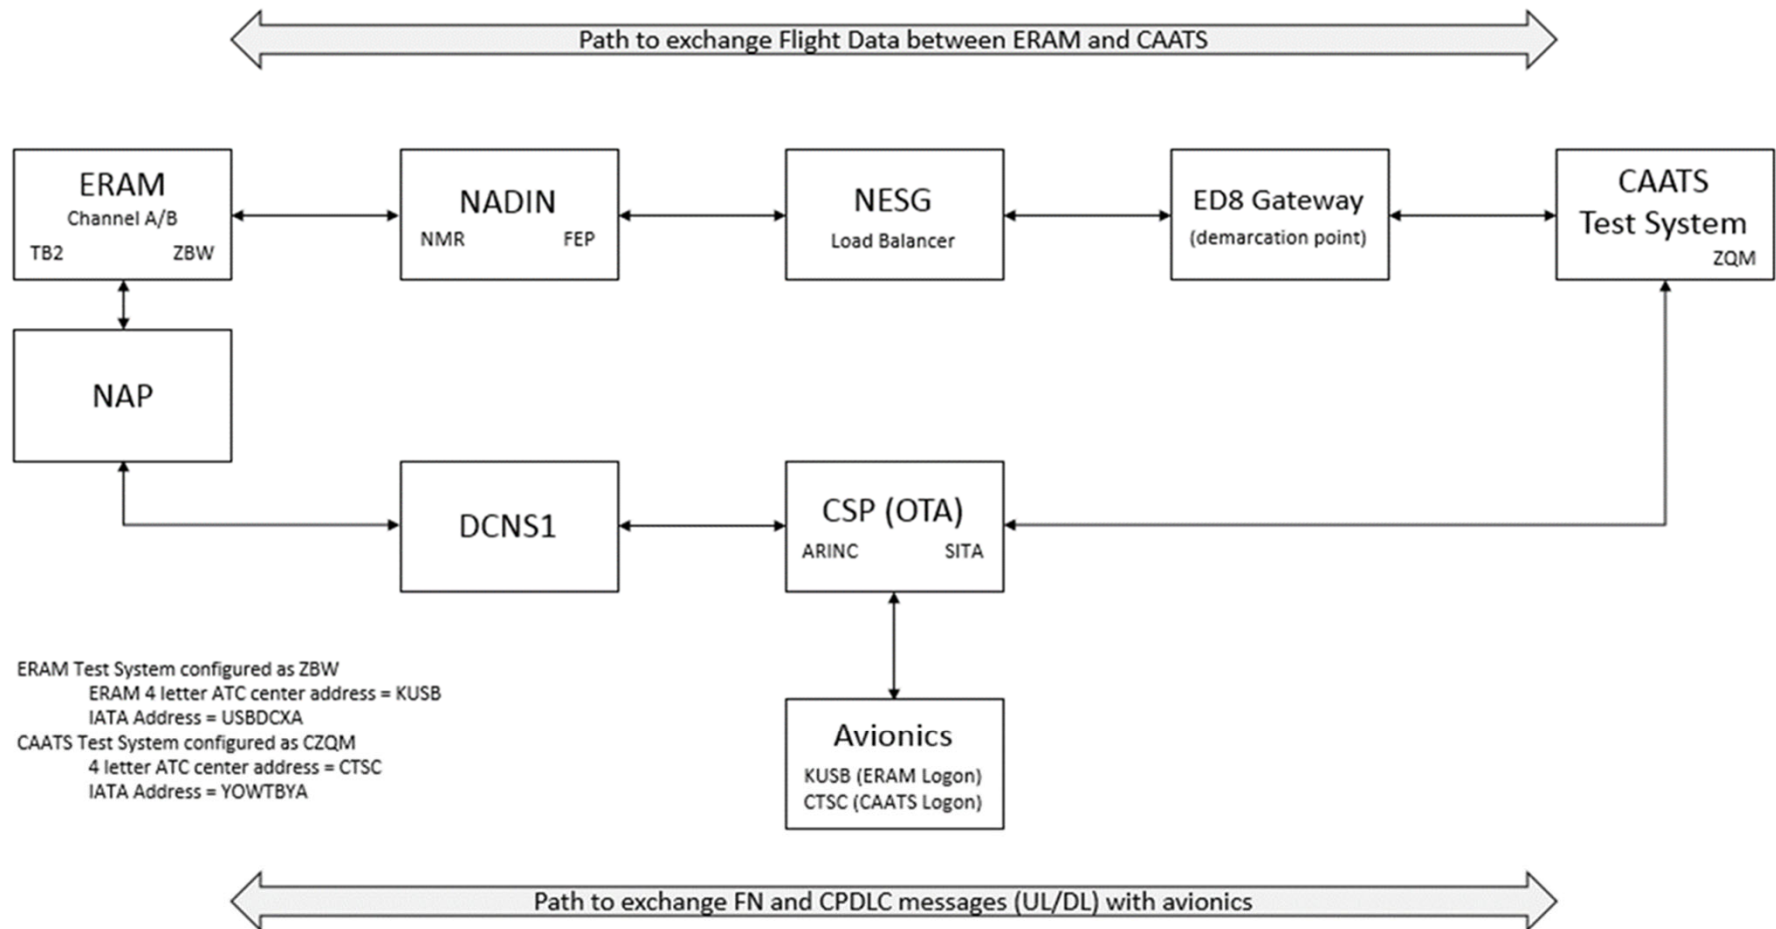 Path to exchange Flight Data between ERAM and CAATS
ERAM
Channel A/B
TB2 ZBW
NADIN
NMR FEP
NESG
Load Balancer
ED8 Gateway
(demarcation point)
CAATS
Test System
ZQM
NAP
DCNS1
CSP (OTA)
ARINC SITA
Avionics
KUSB (ERAM Logon)
CTSC (CAATS Logon)
ERAM Test System configured as ZBW
ERAM 4 letter ATC center address = KUSB
IATA Address = USBDCXA
CAATS Test System configured as CZQM
4 letter ATC center address = CTSC
IATA Address = YOWTBYA
Path to exchange FN and CPDLC messages (UL/DL) with avionics